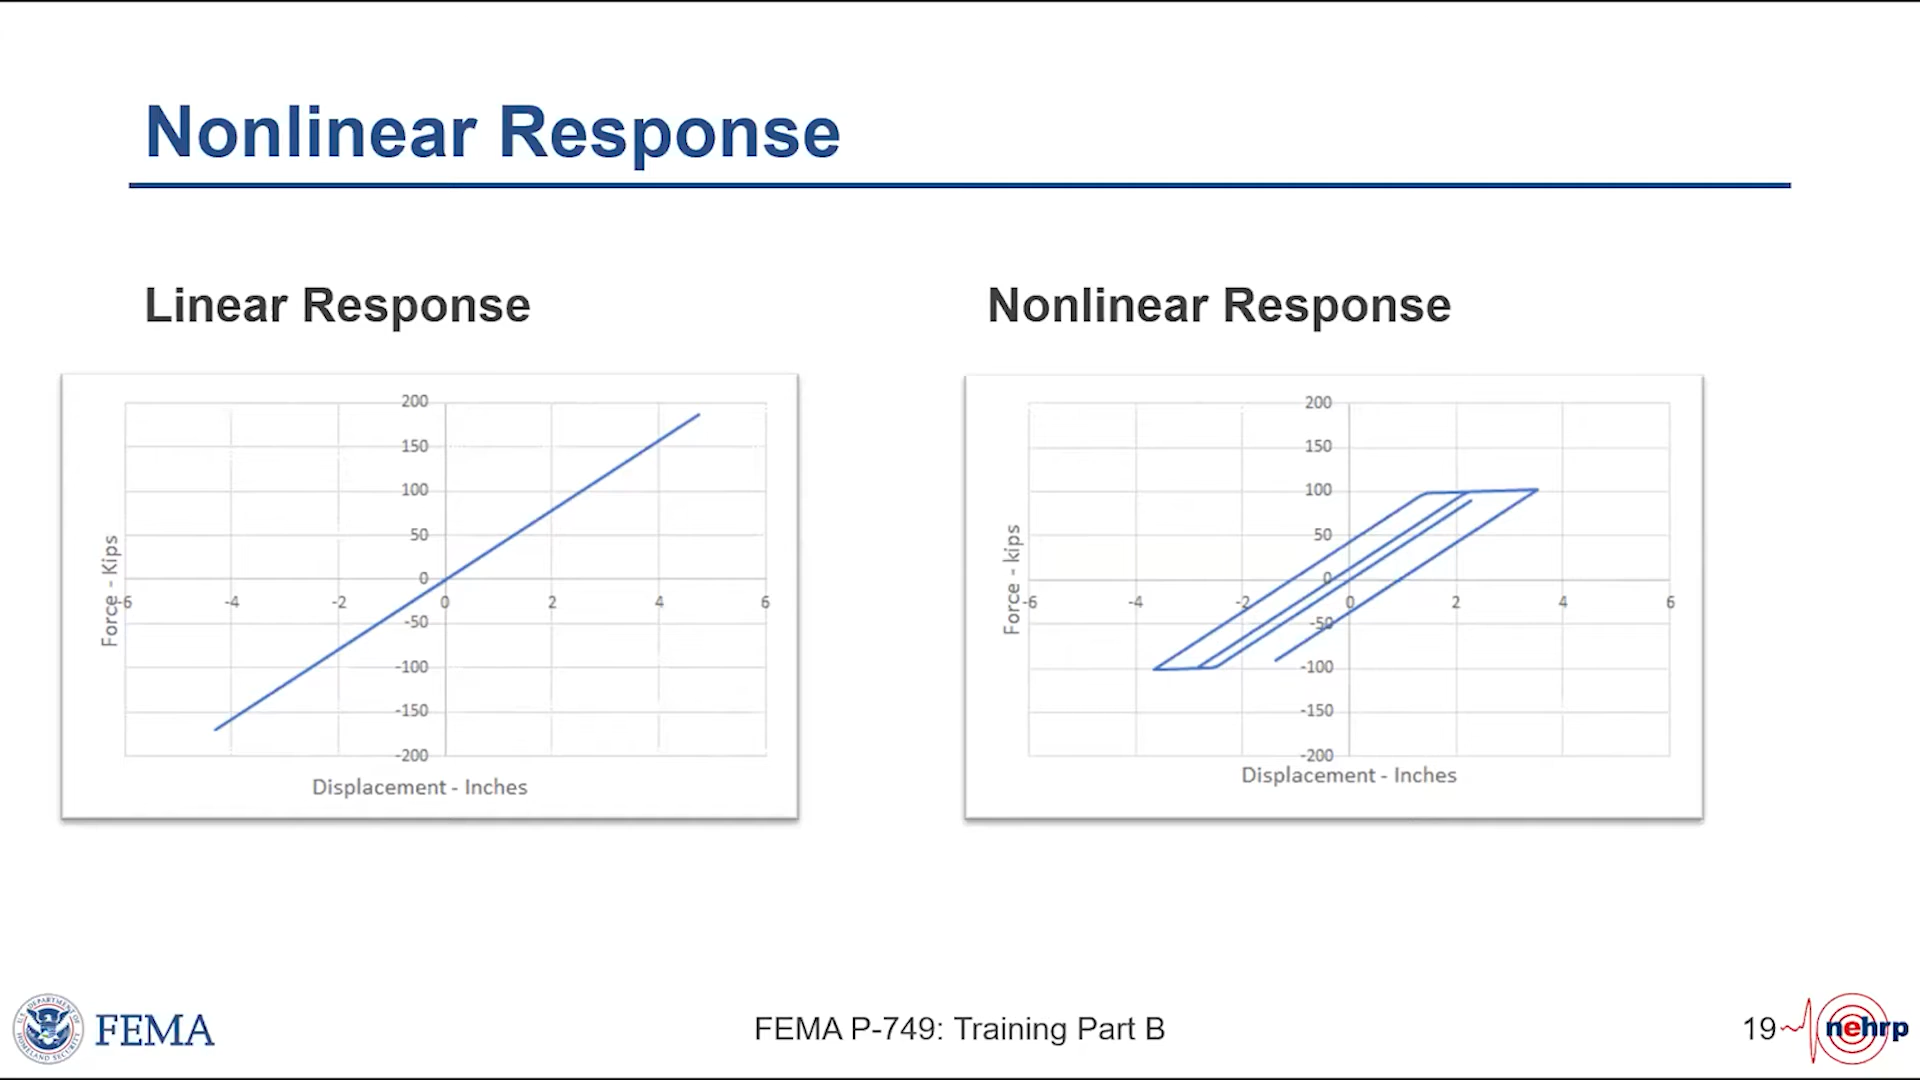 Nonlinear Response
Linear Response
Nonlinear Response
200
150
100
50
0
-6 -4 -2 0 2 4 6
-50
-100
-150
-200
Force - Kips
Displacement - Inches
200
150
100
50
0
-6 -4 -2 0 2 4 6
-50
-100
-150
-200
Force - kips
Displacement - Inches
FEMA
FEMA P-749: Training Part B
19
nehrp